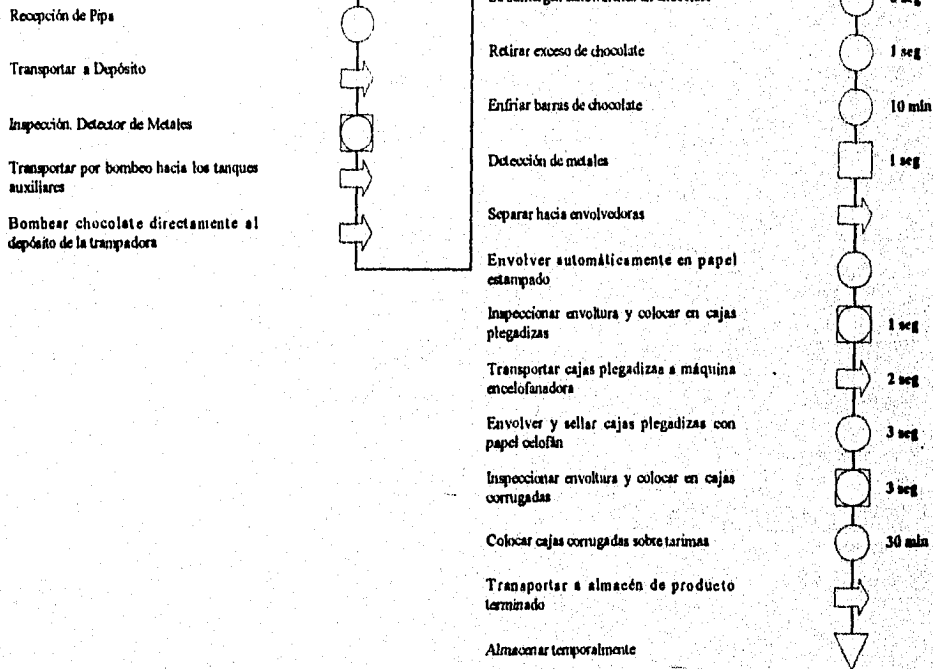 Recepción de Pipa
Transportar a Depósito
Inspección. Detector de Metales
Transportar por bombeo hacia los tanques
auxiliares
Bombear chocolate directamente al
depósito de la trampadora
Retirar exceso de chocolate
1 seg
Enfriar barras de chocolate
10 min
Detección de metales
1 seg
Separar hacia envolvedoras
Envolver automáticamente en papel
estampado
Inspeccionar envoltura y colocar en cajas
plegadizas
1 seg
Transportar cajas plegadizas a máquina
encelofanadora
2 seg
Envolver y sellar cajas plegadizas con
papel celofán
3 seg
Inspeccionar envoltura y colocar en cajas
corrugadas
3 seg
Colocar cajas corrugadas sobre tarimas
30 min
Transportar a almacén de producto
terminado
Almacenar temporalmente